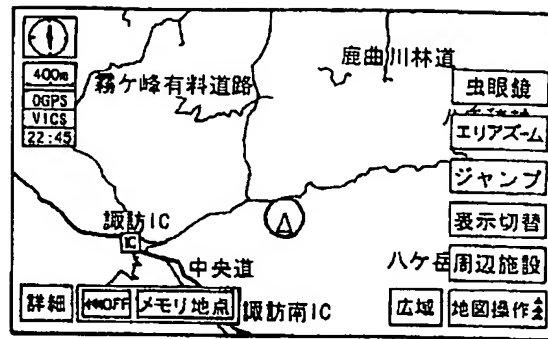 400m
鹿曲川林道
霧ケ峰有料道路
虫眼鏡
0GPS
VICS
22:45
エリアズーム
ジャンプ
諏訪IC
IC
表示切替
中央道
八ケ岳
周辺施設
詳細
OFF
メモリ地点
諏訪南IC
広域
地図操作